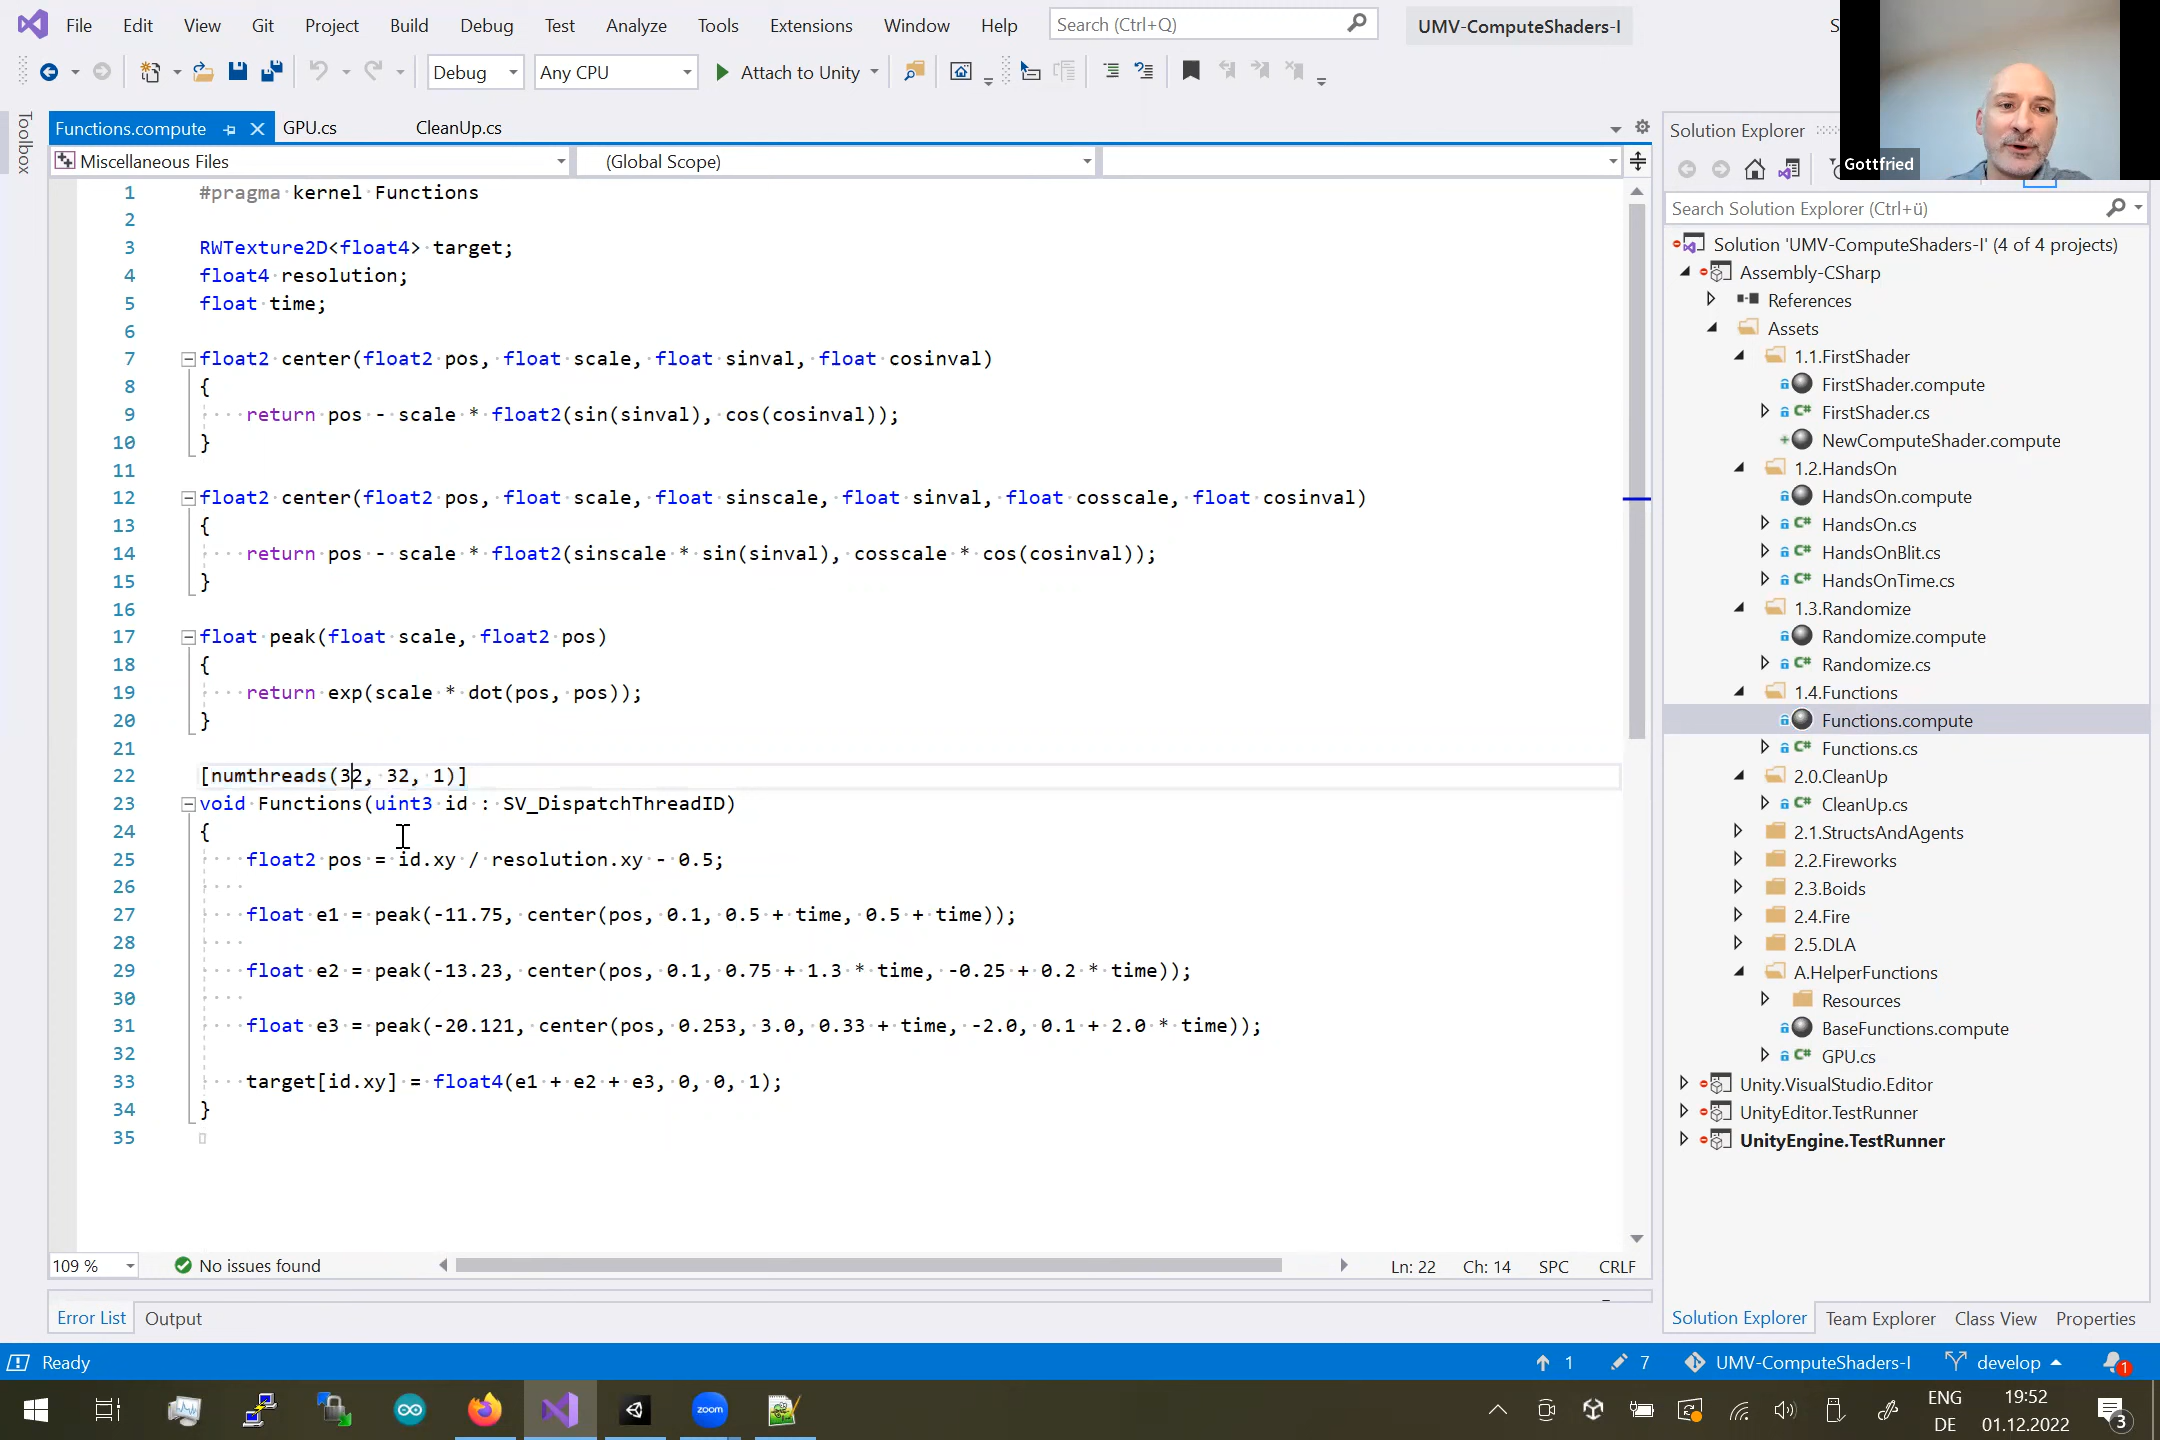 File Edit View Git Project Build Debug Test Analyze Tools Extensions Window Help Search (Ctrl+Q) UMV-ComputeShaders-I S
Debug Any CPU Attach to Unity
Toolbox
Functions.compute GPU.cs CleanUp.cs
Miscellaneous Files (Global Scope)
1 #pragma kernel Functions
2
3 RWTexture2D<float4> target;
4 float4 resolution;
5 float time;
6
7 float2 center(float2 pos, float scale, float sinval, float cosinval)
8 {
9 return pos - scale * float2(sin(sinval), cos(cosinval));
10 }
11
12 float2 center(float2 pos, float scale, float sinscale, float sinval, float cosscale, float cosinval)
13 {
14 return pos - scale * float2(sinscale * sin(sinval), cosscale * cos(cosinval));
15 }
16
17 float peak(float scale, float2 pos)
18 {
19 return exp(scale * dot(pos, pos));
20 }
21
22 [numthreads(32, 32, 1)]
23 void Functions(uint3 id : SV_DispatchThreadID)
24 {
25 float2 pos = id.xy / resolution.xy - 0.5;
26
27 float e1 = peak(-11.75, center(pos, 0.1, 0.5 + time, 0.5 + time));
28
29 float e2 = peak(-13.23, center(pos, 0.1, 0.75 + 1.3 * time, -0.25 + 0.2 * time));
30
31 float e3 = peak(-20.121, center(pos, 0.253, 3.0, 0.33 + time, -2.0, 0.1 + 2.0 * time));
32
33 target[id.xy] = float4(e1 + e2 + e3, 0, 0, 1);
34 }
35
109 % No issues found Ln: 22 Ch: 14 SPC CRLF
Error List Output
Solution Explorer
Gottfried
Search Solution Explorer (Ctrl+ü)
Solution 'UMV-ComputeShaders-I' (4 of 4 projects)
Assembly-CSharp
References
Assets
1.1.FirstShader
FirstShader.compute
C# FirstShader.cs
NewComputeShader.compute
1.2.HandsOn
HandsOn.compute
C# HandsOn.cs
C# HandsOnBlit.cs
C# HandsOnTime.cs
1.3.Randomize
Randomize.compute
C# Randomize.cs
1.4.Functions
Functions.compute
C# Functions.cs
2.0.CleanUp
C# CleanUp.cs
2.1.StructsAndAgents
2.2.Fireworks
2.3.Boids
2.4.Fire
2.5.DLA
A.HelperFunctions
Resources
BaseFunctions.compute
C# GPU.cs
Unity.VisualStudio.Editor
UnityEditor.TestRunner
UnityEngine.TestRunner
Solution Explorer Team Explorer Class View Properties
Ready 1 7 UMV-ComputeShaders-I develop 1
zoom ENG 19:52
DE 01.12.2022 3